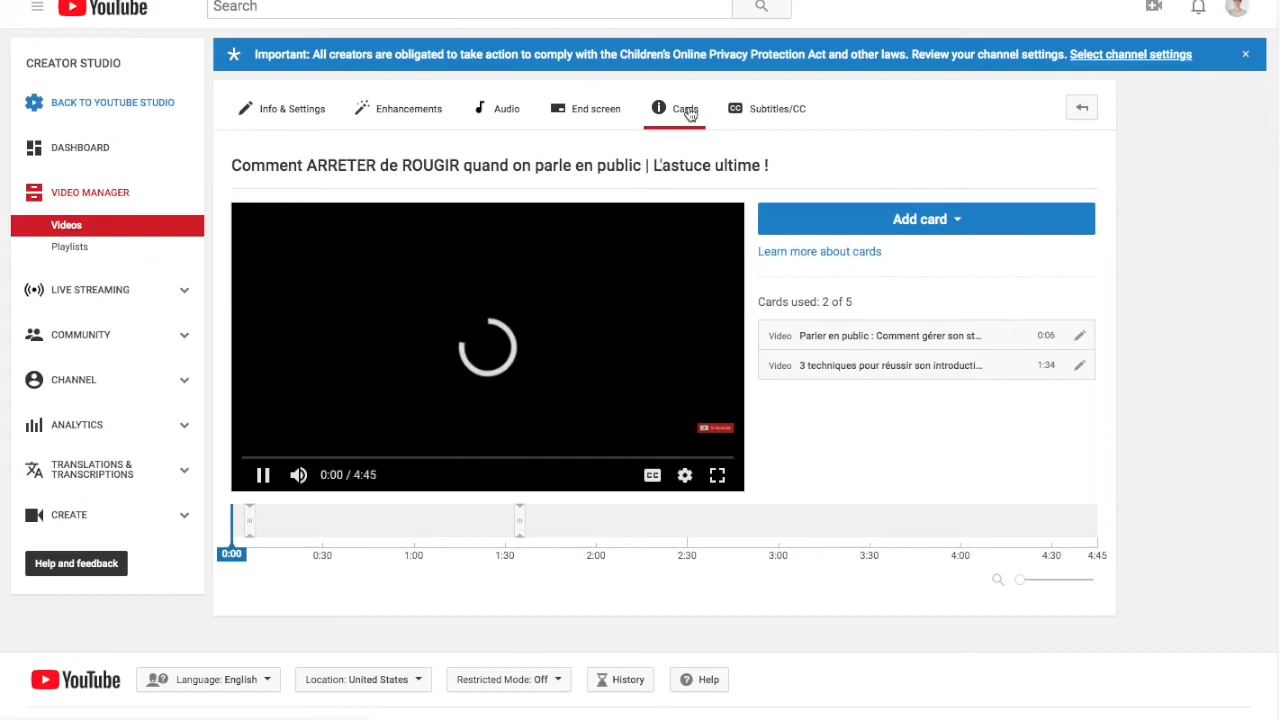 YouTube
Search
CREATOR STUDIO
BACK TO YOUTUBE STUDIO
DASHBOARD
VIDEO MANAGER
Videos
Playlists
LIVE STREAMING
COMMUNITY
CHANNEL
ANALYTICS
TRANSLATIONS &
TRANSCRIPTIONS
CREATE
Help and feedback
Important: All creators are obligated to take action to comply with the Children's Online Privacy Protection Act and other laws. Review your channel settings. Select channel settings ×
Info & Settings
Enhancements
Audio
End screen
Cards
CC Subtitles/CC
Comment ARRETER de ROUGIR quand on parle en public | L'astuce ultime !
0:00 / 4:45
CC
Add card
Learn more about cards
Cards used: 2 of 5
Video Parler en public : Comment gérer son st... 0:06
Video 3 techniques pour réussir son introducti... 1:34
0:00 0:30 1:00 1:30 2:00 2:30 3:00 3:30 4:00 4:30 4:45
YouTube
Language: English
Location: United States
Restricted Mode: Off
History
Help